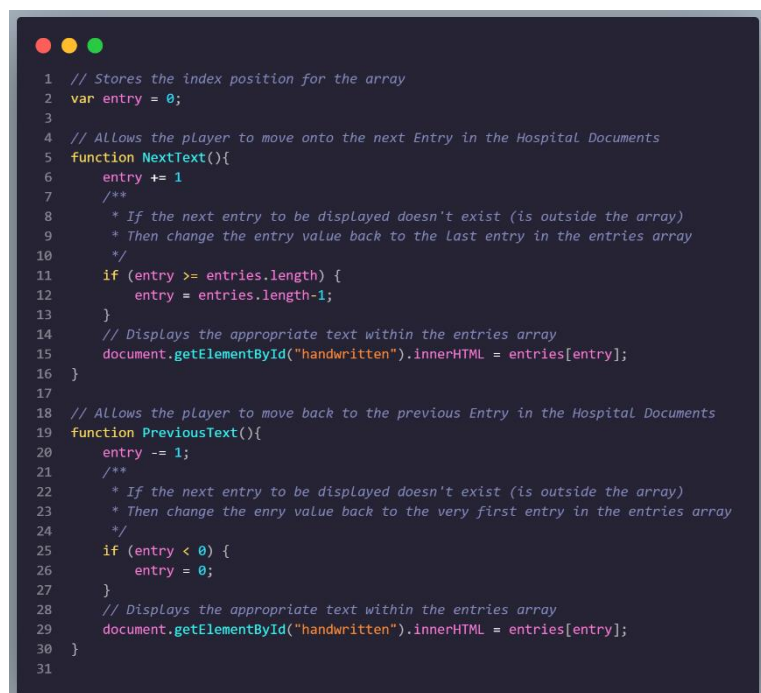 1 // Stores the index position for the array
2 var entry = 0;
3
4 // Allows the player to move onto the next Entry in the Hospital Documents
5 function NextText(){
6     entry += 1
7     /**
8      * If the next entry to be displayed doesn't exist (is outside the array)
9      * Then change the entry value back to the last entry in the entries array
10      */
11     if (entry >= entries.length) {
12         entry = entries.length-1;
13     }
14     // Displays the appropriate text within the entries array
15     document.getElementById("handwritten").innerHTML = entries[entry];
16 }
17
18 // Allows the player to move back to the previous Entry in the Hospital Documents
19 function PreviousText(){
20     entry -= 1;
21     /**
22      * If the next entry to be displayed doesn't exist (is outside the array)
23      * Then change the enry value back to the very first entry in the entries array
24      */
25     if (entry < 0) {
26         entry = 0;
27     }
28     // Displays the appropriate text within the entries array
29     document.getElementById("handwritten").innerHTML = entries[entry];
30 }
31